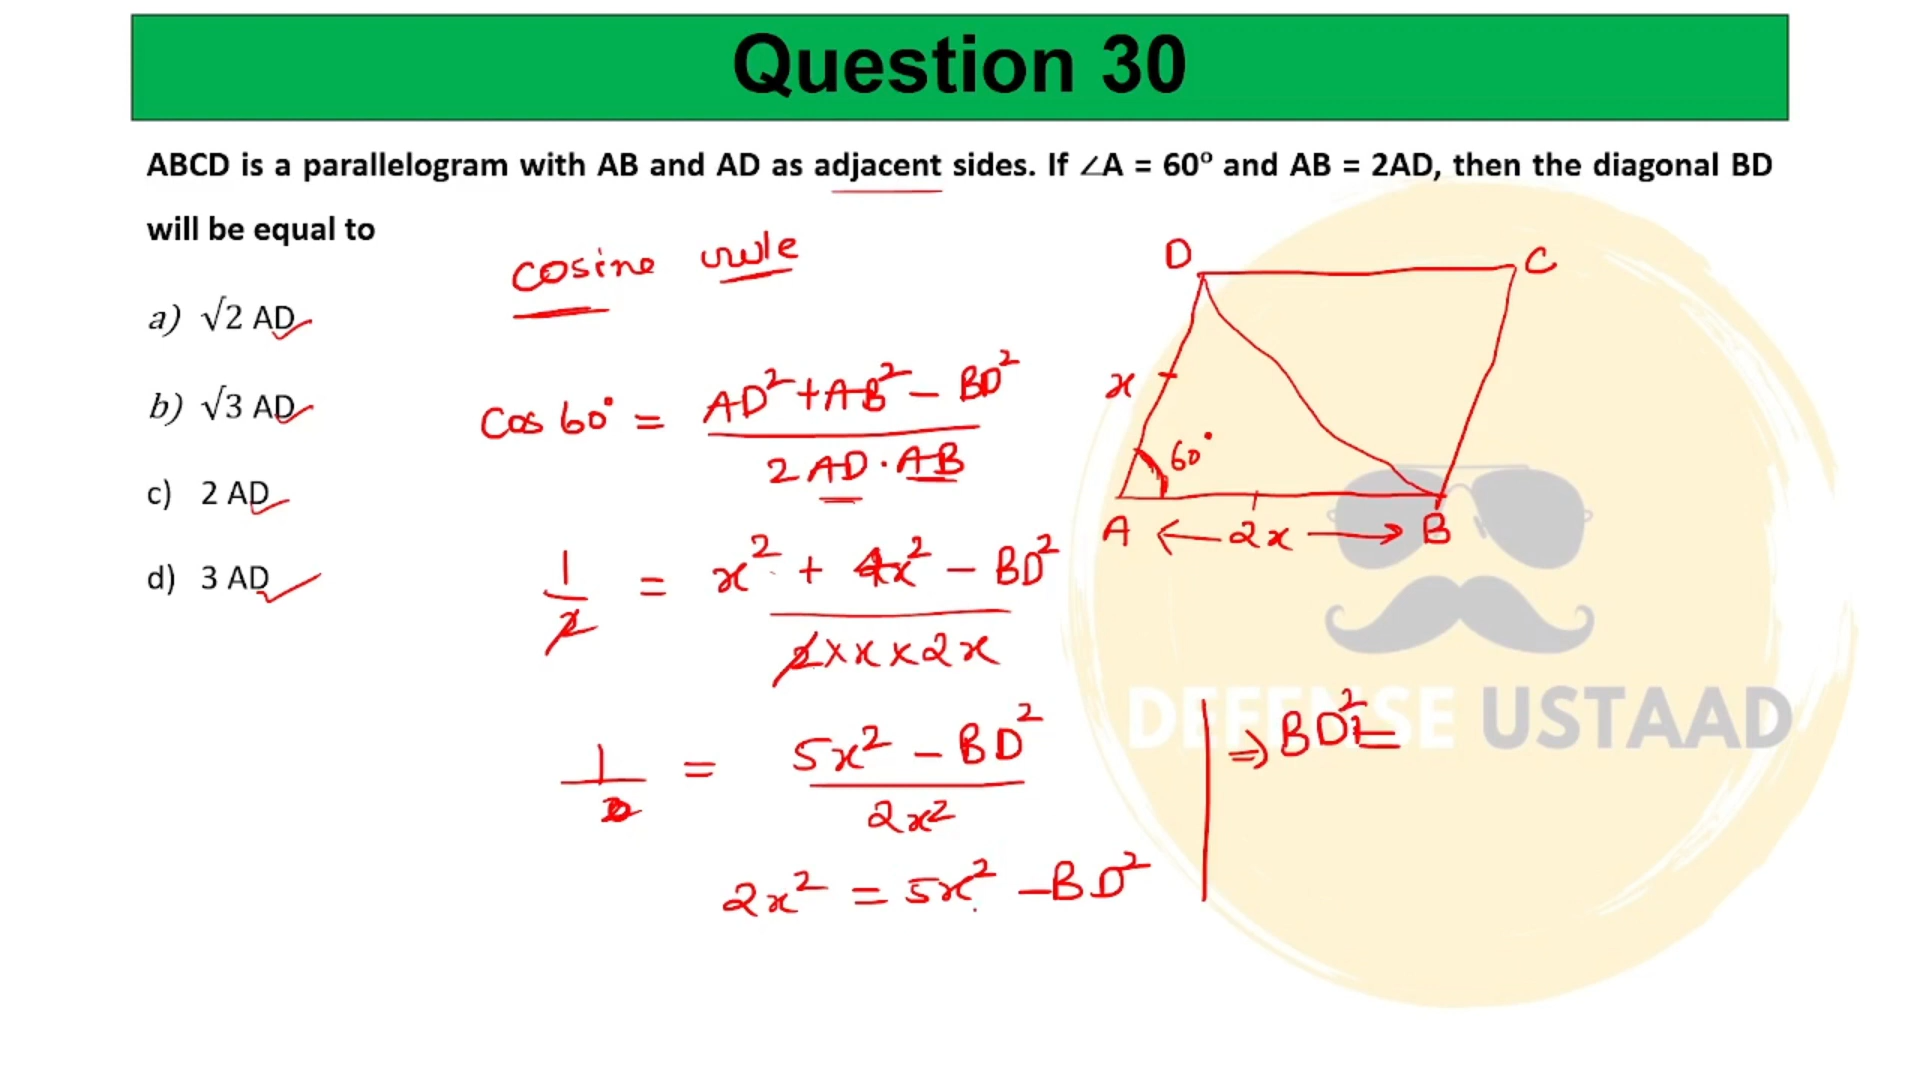 Question 30
ABCD is a parallelogram with AB and AD as adjacent sides. If ∠A = 60° and AB = 2AD, then the diagonal BD
will be equal to
cosine rule
a) √2 AD
b) √3 AD
c) 2 AD
d) 3 AD
cos 60° = (AD² + AB² − BD²) / (2 AD · AB)
1/2 = (x² + 4x² − BD²) / (2 × x × 2x)
1/2 = (5x² − BD²) / 2x²
2x² = 5x² − BD²
D C
x
60°
A ← 2x → B
⇒ BD² =
DEFENSE USTAAD